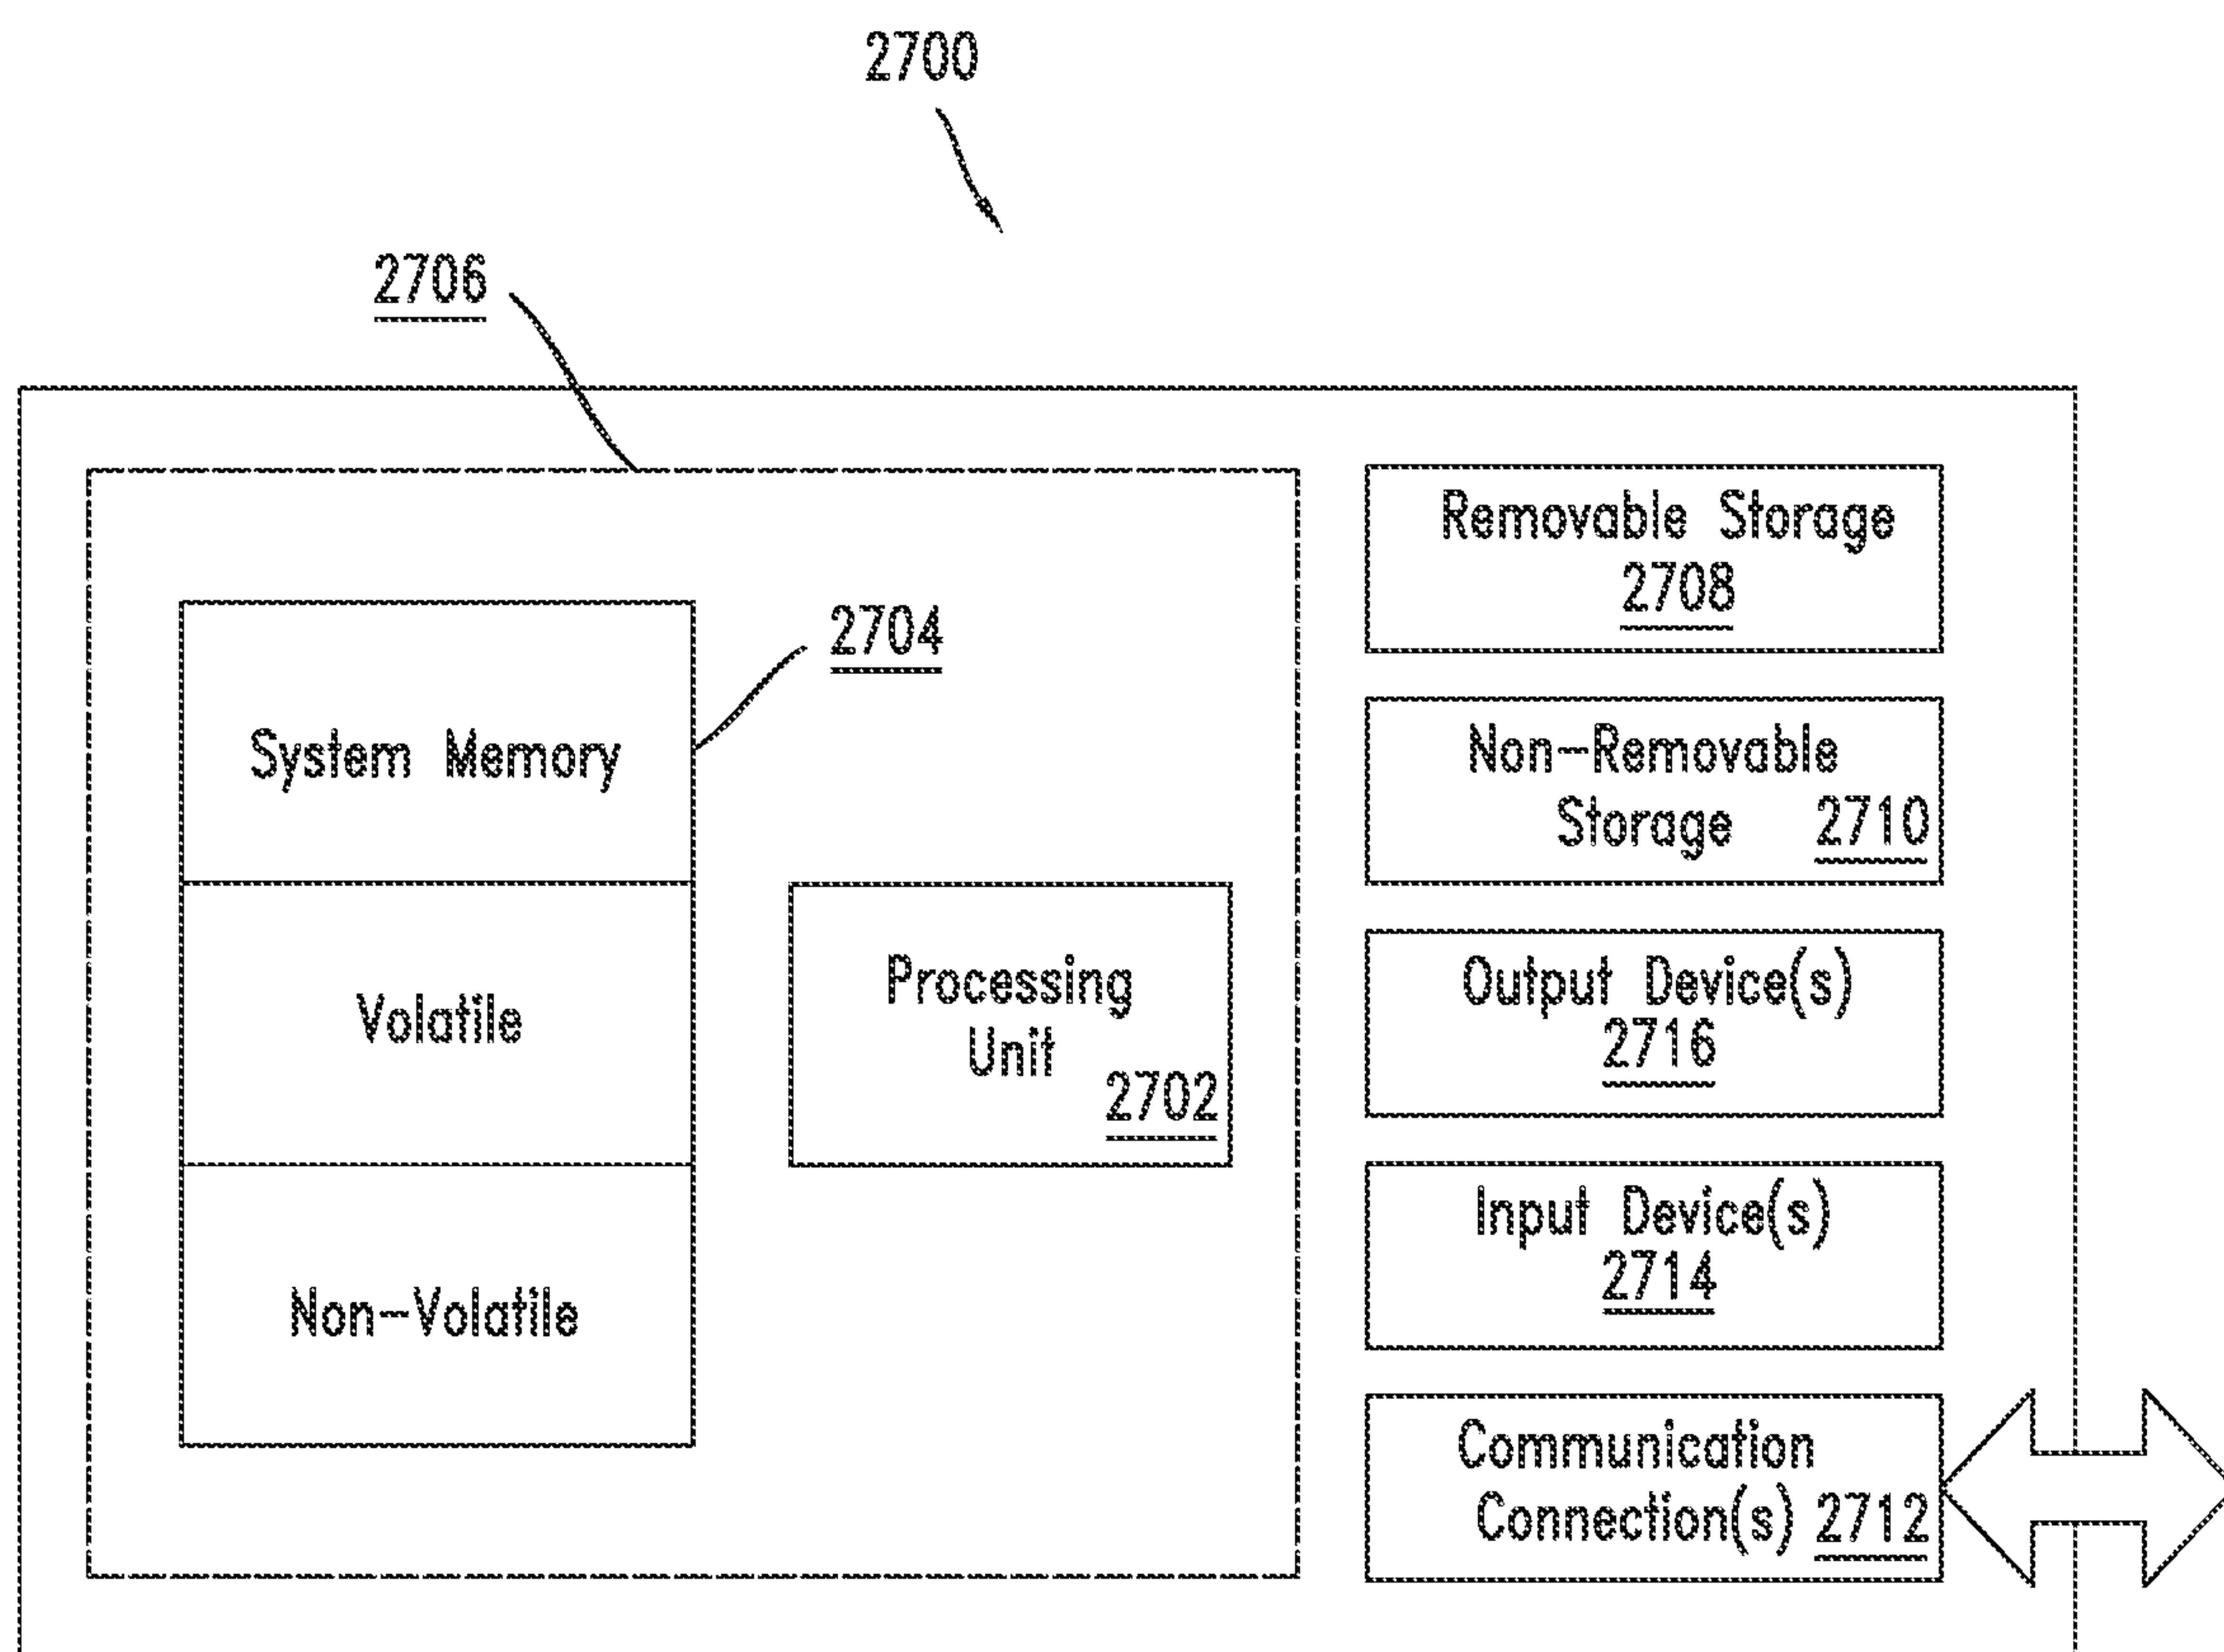 2700
2706
2704
System Memory
Volatile
Non-Volatile
Processing
Unit
2702
Removable Storage
2708
Non-Removable
Storage 2710
Output Device(s)
2716
Input Device(s)
2714
Communication
Connection(s) 2712